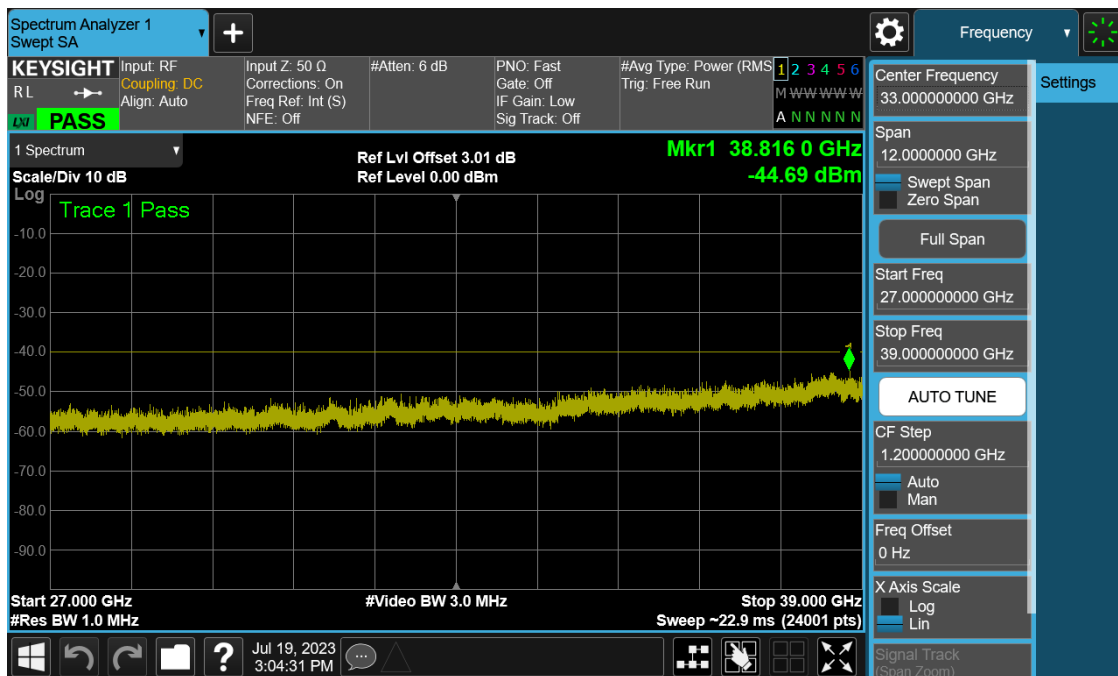 Spectrum Analyzer 1
Swept SA
+
Frequency
KEYSIGHT
RL
LXI PASS
Input: RF
Coupling: DC
Align: Auto
Input Z: 50 Ω
Corrections: On
Freq Ref: Int (S)
NFE: Off
#Atten: 6 dB
PNO: Fast
Gate: Off
IF Gain: Low
Sig Track: Off
#Avg Type: Power (RMS
Trig: Free Run
1 2 3 4 5 6
M W W W W W
A N N N N N
1 Spectrum
Scale/Div 10 dB
Ref Lvl Offset 3.01 dB
Ref Level 0.00 dBm
Mkr1 38.816 0 GHz
-44.69 dBm
Log
Trace 1 Pass
-10.0
-20.0
-30.0
-40.0
-50.0
-60.0
-70.0
-80.0
-90.0
1
Start 27.000 GHz
#Video BW 3.0 MHz
Stop 39.000 GHz
#Res BW 1.0 MHz
Sweep ~22.9 ms (24001 pts)
Center Frequency
33.000000000 GHz
Settings
Span
12.0000000 GHz
Swept Span
Zero Span
Full Span
Start Freq
27.000000000 GHz
Stop Freq
39.000000000 GHz
AUTO TUNE
CF Step
1.200000000 GHz
Auto
Man
Freq Offset
0 Hz
X Axis Scale
Log
Lin
Signal Track
(Span Zoom)
?
Jul 19, 2023
3:04:31 PM